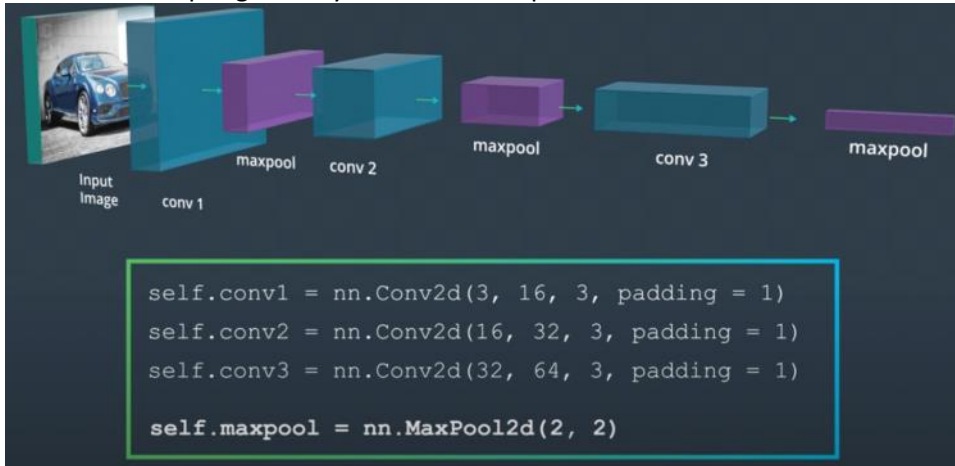 Input
Image
conv 1
maxpool
conv 2
maxpool
conv 3
maxpool
self.conv1 = nn.Conv2d(3, 16, 3, padding = 1)
self.conv2 = nn.Conv2d(16, 32, 3, padding = 1)
self.conv3 = nn.Conv2d(32, 64, 3, padding = 1)
self.maxpool = nn.MaxPool2d(2, 2)